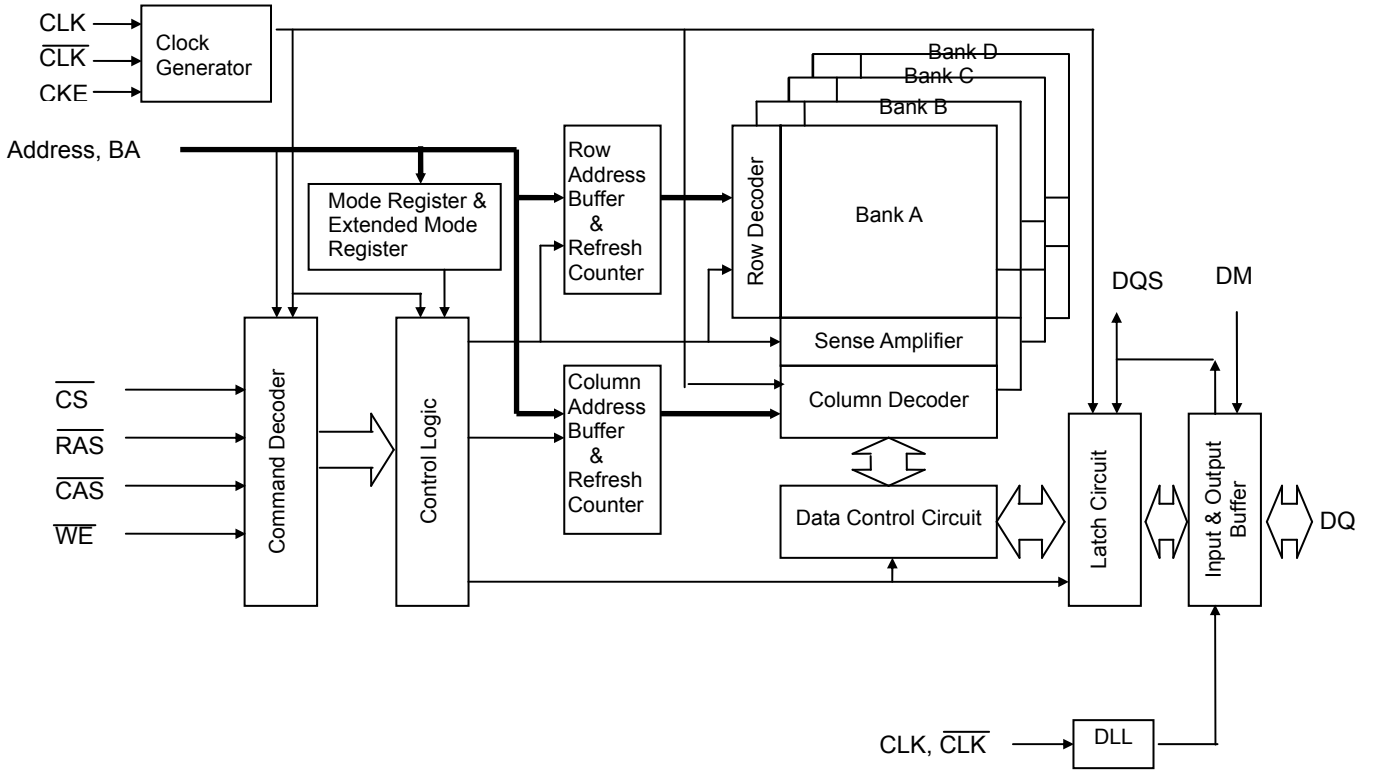 CLK
CLK
CKE
Clock
Generator
Address, BA
Mode Register &
Extended Mode
Register
Row
Address
Buffer
&
Refresh
Counter
Bank D
Bank C
Bank B
Bank A
Row Decoder
Sense Amplifier
Column Decoder
Column
Address
Buffer
&
Refresh
Counter
CS
RAS
CAS
WE
Command Decoder
Control Logic
Data Control Circuit
DQS
DM
Latch Circuit
Input & Output
Buffer
DQ
CLK, CLK
DLL